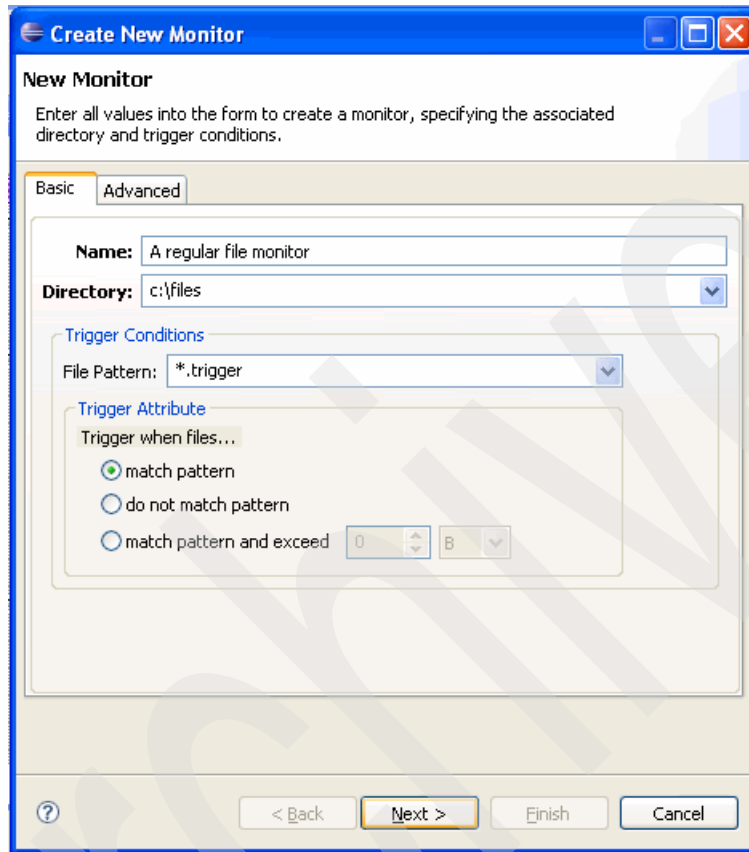 Create New Monitor
New Monitor
Enter all values into the form to create a monitor, specifying the associated
directory and trigger conditions.
Basic Advanced
Name: A regular file monitor
Directory: c:\files
Trigger Conditions
File Pattern: *.trigger
Trigger Attribute
Trigger when files...
match pattern
do not match pattern
match pattern and exceed 0 B
? < Back Next > Finish Cancel